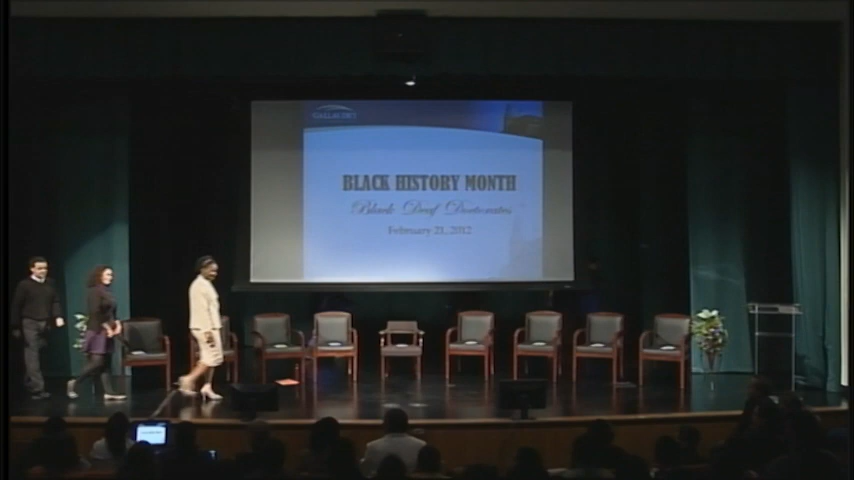 GALLAUDET
BLACK HISTORY MONTH
Black Deaf Doctorates
February 21, 2012